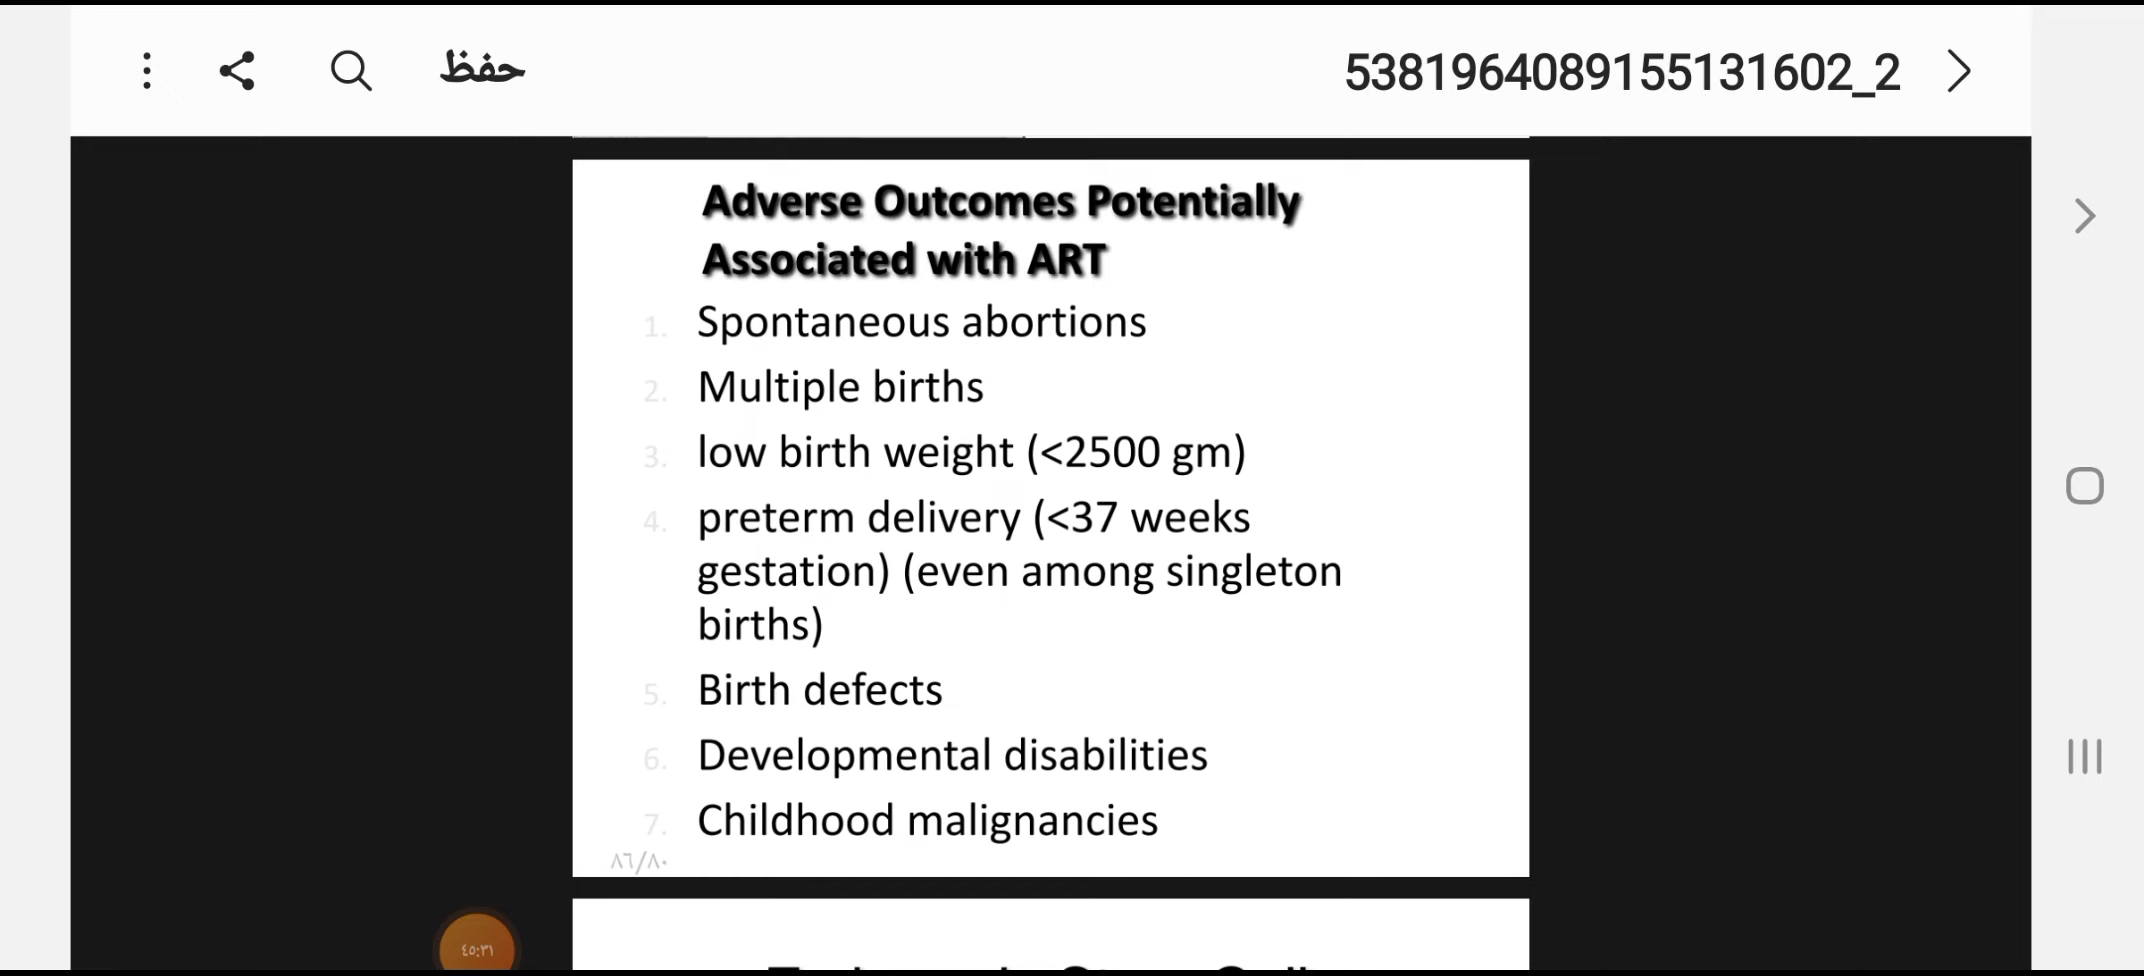 حفظ
5381964089155131602_2
Adverse Outcomes Potentially
Associated with ART
1. Spontaneous abortions
2. Multiple births
3. low birth weight (<2500 gm)
4. preterm delivery (<37 weeks
gestation) (even among singleton
births)
5. Birth defects
6. Developmental disabilities
7. Childhood malignancies
٨٦/٨٠
٤٥:٣١